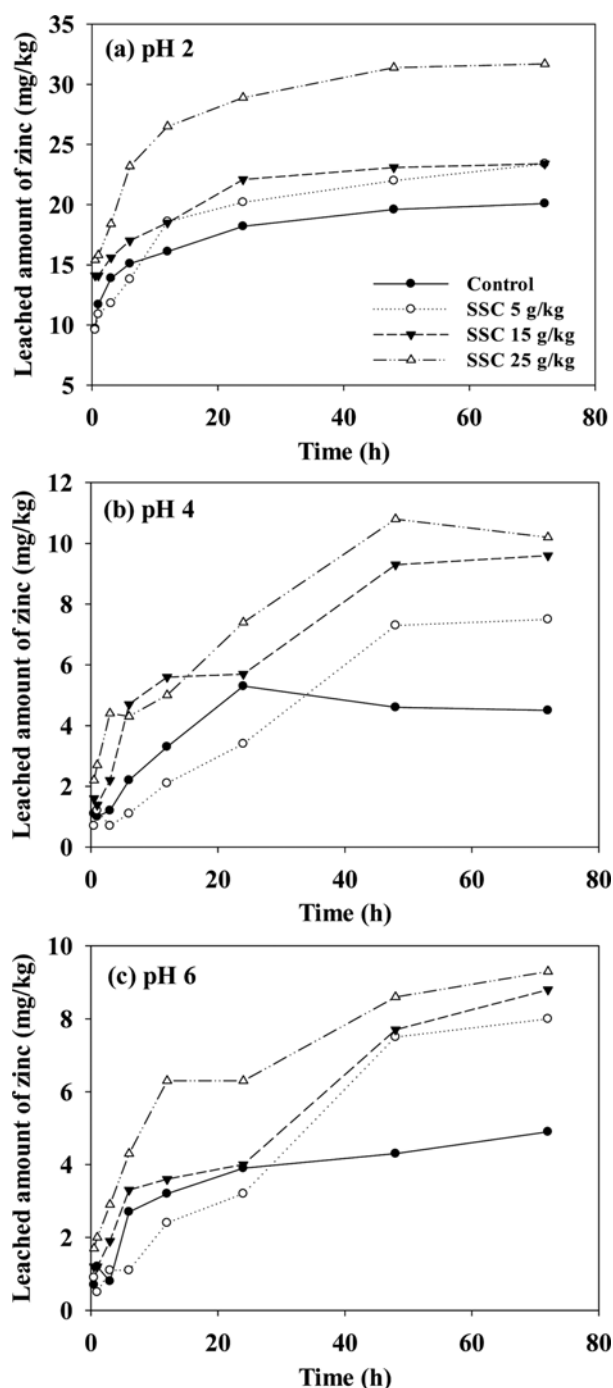 (a) pH 2
Leached amount of zinc (mg/kg)
35
30
25
20
15
10
5
Control
SSC 5 g/kg
SSC 15 g/kg
SSC 25 g/kg
0 20 40 60 80
Time (h)
(b) pH 4
Leached amount of zinc (mg/kg)
12
10
8
6
4
2
0
0 20 40 60 80
Time (h)
(c) pH 6
Leached amount of zinc (mg/kg)
10
8
6
4
2
0
0 20 40 60 80
Time (h)